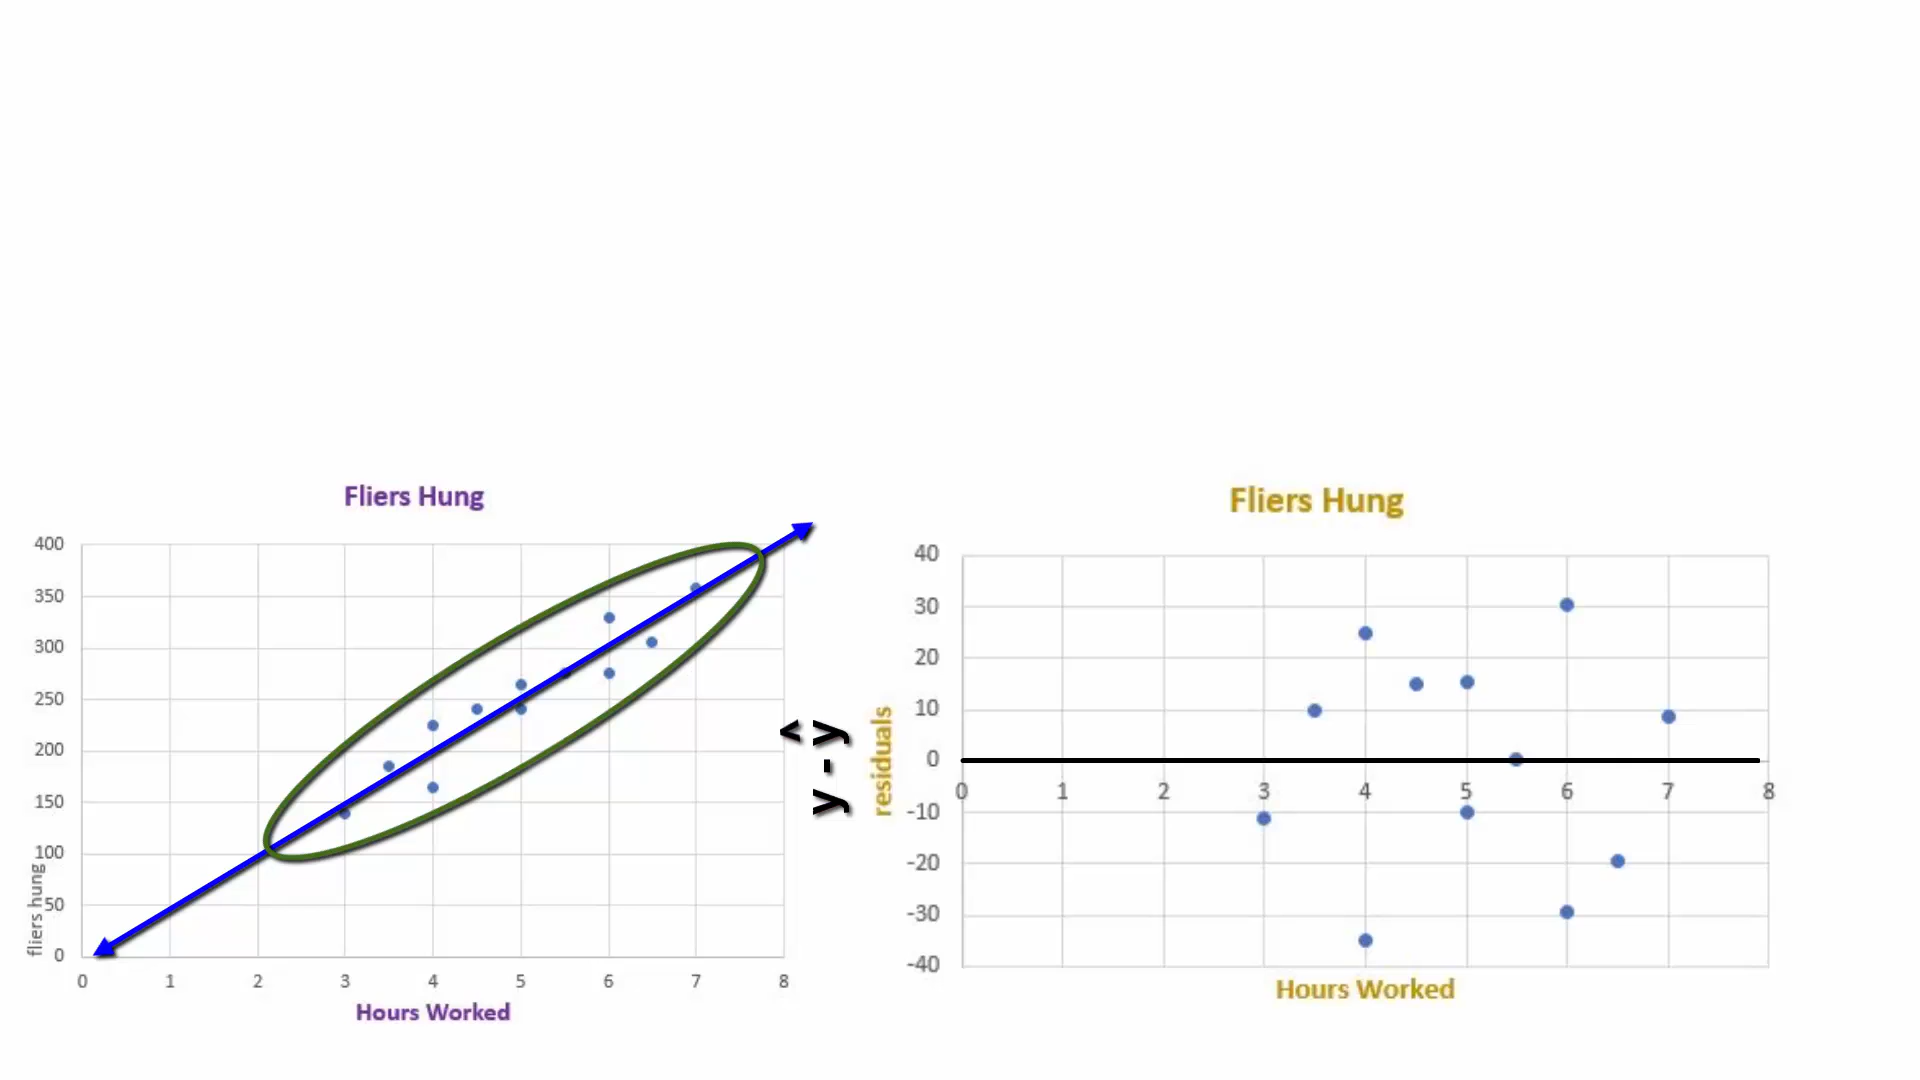 Fliers Hung
400
350
300
250
200
150
100
50
0
fliers hung
0 1 2 3 4 5 6 7 8
Hours Worked
y - ŷ
residuals
Fliers Hung
40
30
20
10
0
-10
-20
-30
-40
0 1 2 3 4 5 6 7 8
Hours Worked